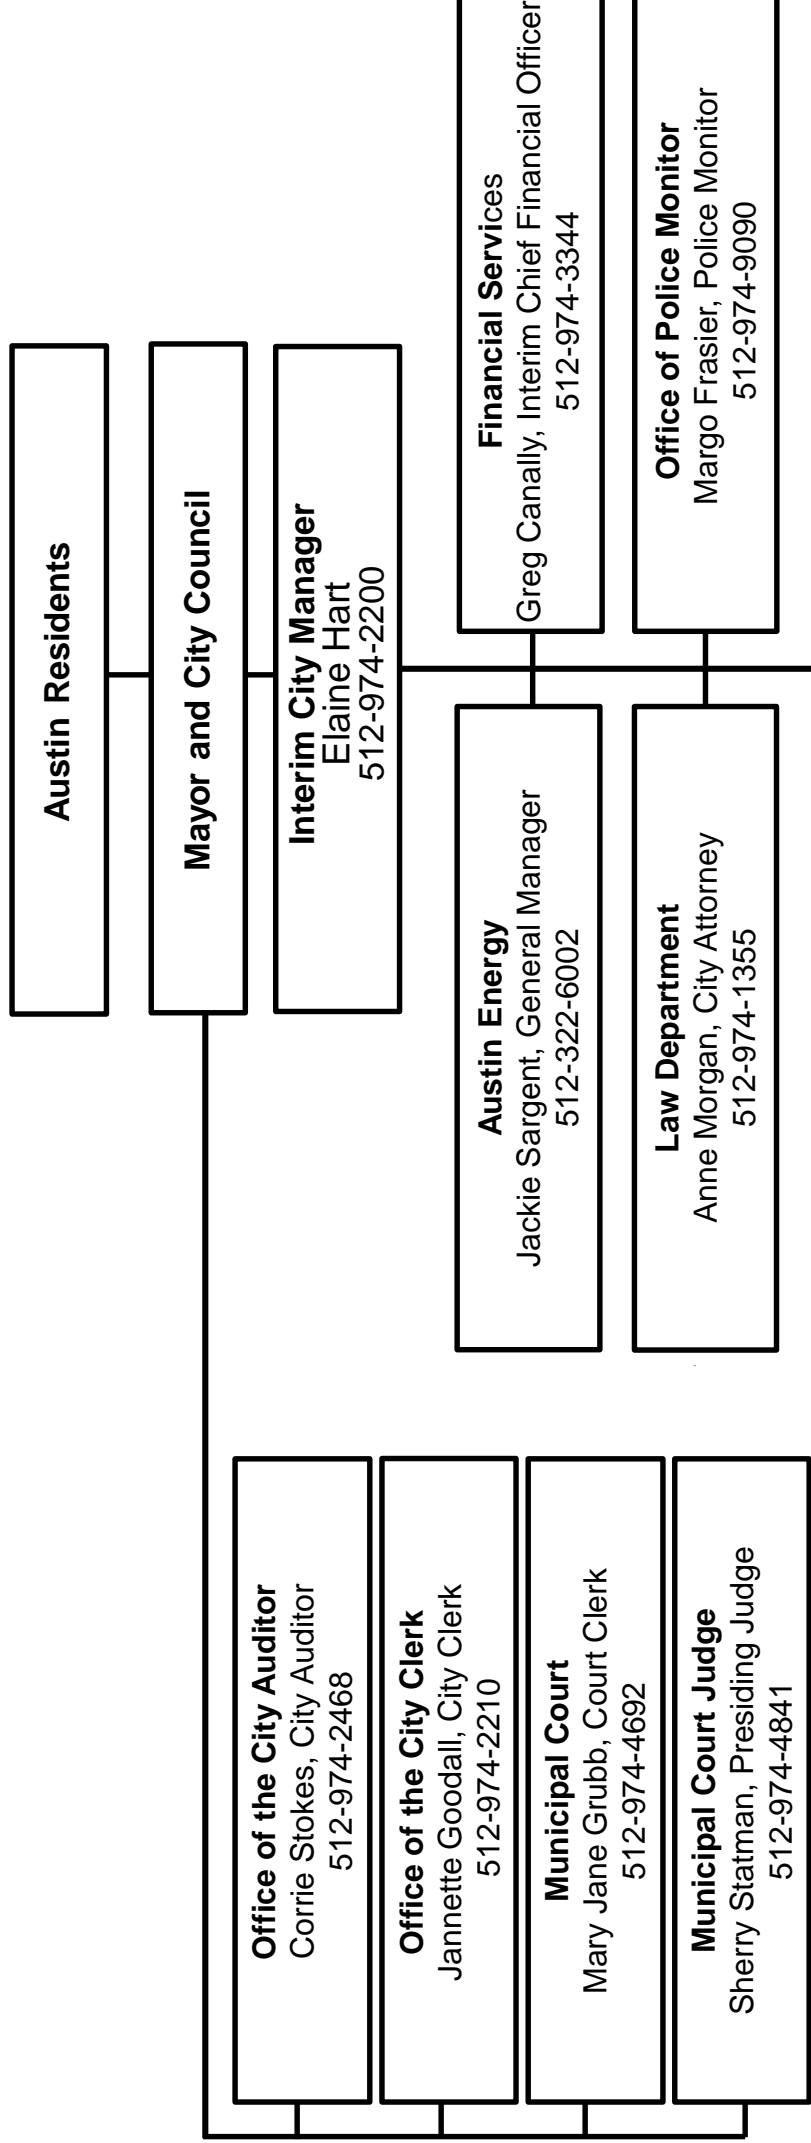 Austin Residents
Mayor and City Council
Interim City Manager
Elaine Hart
512-974-2200
Office of the City Auditor
Corrie Stokes, City Auditor
512-974-2468
Office of the City Clerk
Jannette Goodall, City Clerk
512-974-2210
Municipal Court
Mary Jane Grubb, Court Clerk
512-974-4692
Municipal Court Judge
Sherry Statman, Presiding Judge
512-974-4841
Austin Energy
Jackie Sargent, General Manager
512-322-6002
Financial Services
Greg Canally, Interim Chief Financial Officer
512-974-3344
Law Department
Anne Morgan, City Attorney
512-974-1355
Office of Police Monitor
Margo Frasier, Police Monitor
512-974-9090